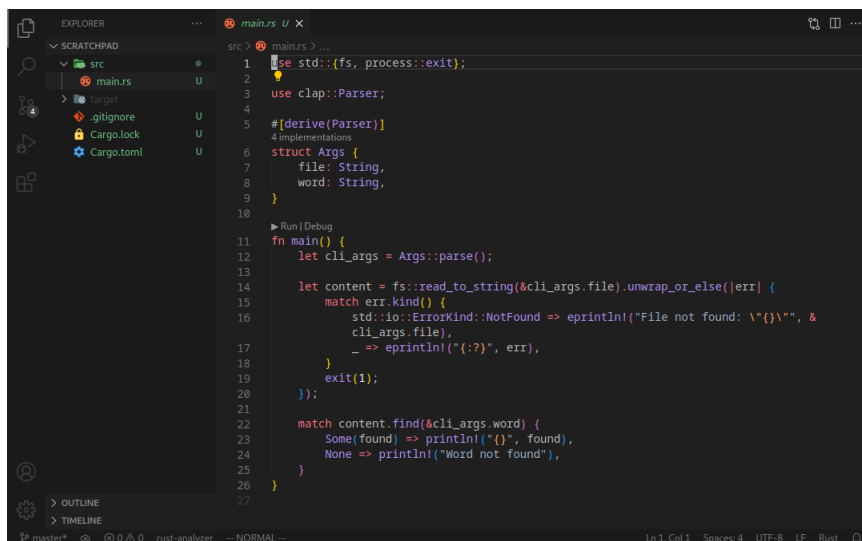 EXPLORER ...
SCRATCHPAD
src
main.rs U
target
.gitignore U
Cargo.lock U
Cargo.toml U
4
OUTLINE
TIMELINE
main.rs U ×
...
src > main.rs > ...
1 use std::{fs, process::exit};
2
3 use clap::Parser;
4
5 #[derive(Parser)]
4 implementations
6 struct Args {
7 file: String,
8 word: String,
9 }
10
▶ Run | Debug
11 fn main() {
12 let cli_args = Args::parse();
13
14 let content = fs::read_to_string(&cli_args.file).unwrap_or_else(|err| {
15 match err.kind() {
16 std::io::ErrorKind::NotFound => eprintln!("File not found: \"{}\"", &
cli_args.file),
17 _ => eprintln!("{:?}", err),
18 }
19 exit(1);
20 });
21
22 match content.find(&cli_args.word) {
23 Some(found) => println!("{}", found),
24 None => println!("Word not found"),
25 }
26 }
27
master* 0 0 rust-analyzer -- NORMAL -- Ln 1, Col 1 Spaces: 4 UTF-8 LF Rust